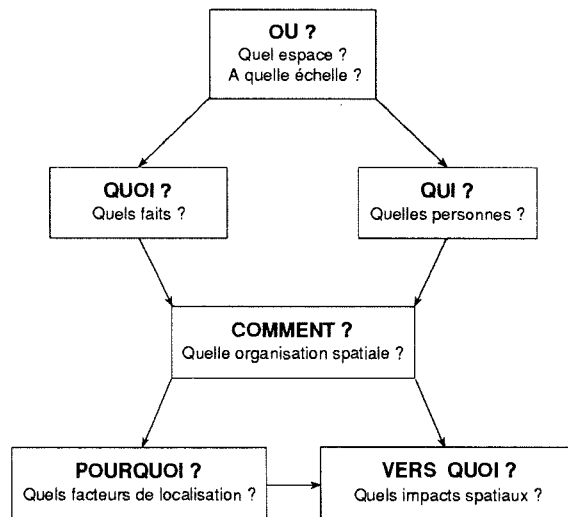 OU ?
Quel espace ?
A quelle échelle ?
QUOI ?
Quels faits ?
QUI ?
Quelles personnes ?
COMMENT ?
Quelle organisation spatiale ?
POURQUOI ?
Quels facteurs de localisation ?
VERS QUOI ?
Quels impacts spatiaux ?